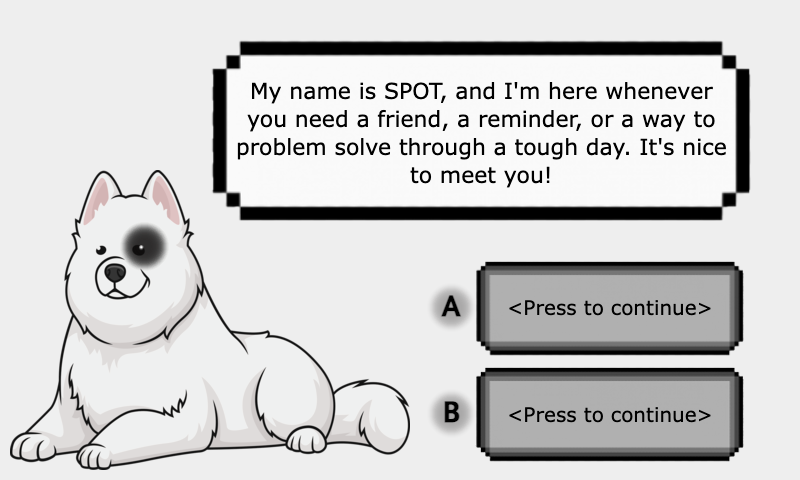 My name is SPOT, and I'm here whenever
you need a friend, a reminder, or a way to
problem solve through a tough day. It's nice
to meet you!
A
<Press to continue>
B
<Press to continue>